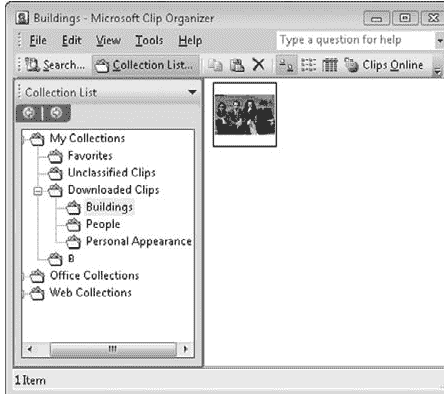 Buildings - Microsoft Clip Organizer
File Edit View Tools Help Type a question for help
Search... Collection List... Clips Online
Collection List
My Collections
Favorites
Unclassified Clips
Downloaded Clips
Buildings
People
Personal Appearance
8
Office Collections
Web Collections
1 Item